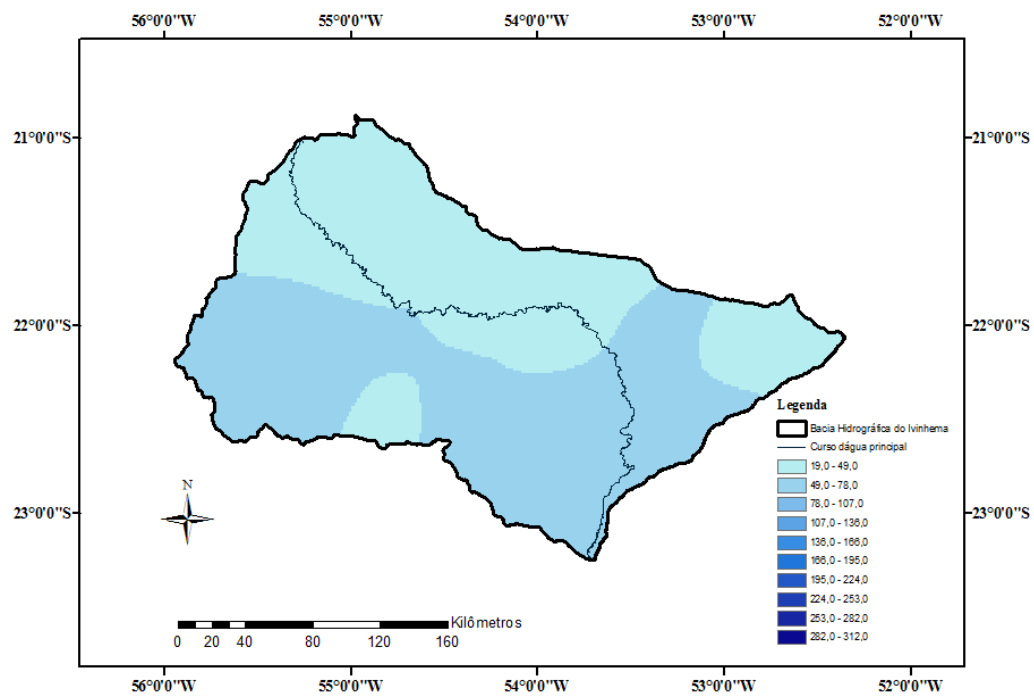 56°0'0"W 55°0'0"W 54°0'0"W 53°0'0"W 52°0'0"W
21°0'0"S 21°0'0"S
22°0'0"S 22°0'0"S
Legenda
Bacia Hidrográfica do Ivinhema
Curso dágua principal
19,0 - 49,0
49,0 - 78,0
78,0 - 107,0
107,0 - 136,0
136,0 - 166,0
166,0 - 195,0
195,0 - 224,0
224,0 - 253,0
253,0 - 282,0
282,0 - 312,0
N
23°0'0"S 23°0'0"S
Kilômetros
0 20 40 80 120 160
56°0'0"W 55°0'0"W 54°0'0"W 53°0'0"W 52°0'0"W